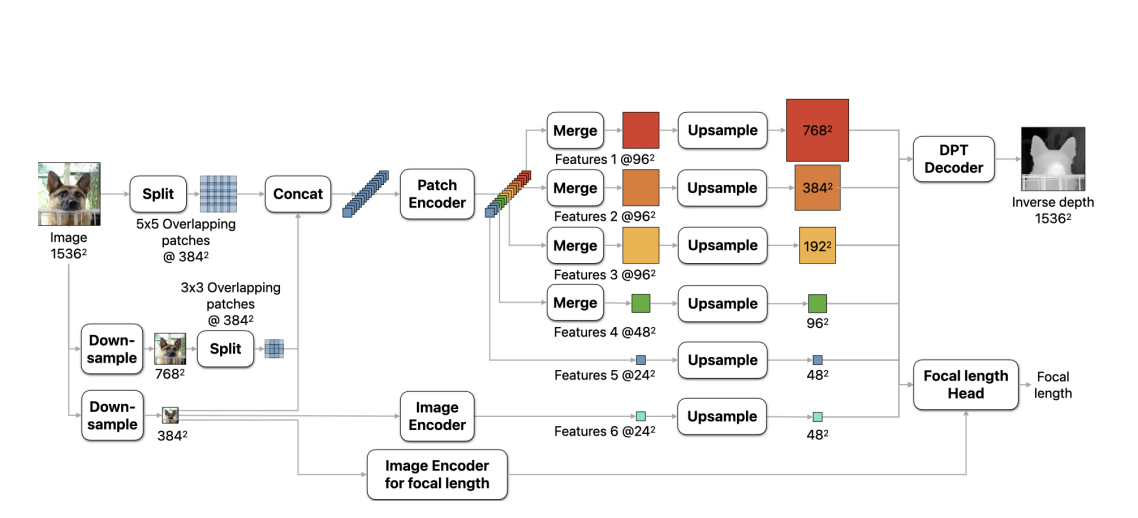 Image
1536²
Split
5x5 Overlapping
patches
@ 384²
Concat
3x3 Overlapping
patches
@ 384²
Down-
sample
768²
Split
Down-
sample
384²
Patch
Encoder
Image
Encoder
Image Encoder
for focal length
Merge
Features 1 @96²
Upsample
768²
Merge
Features 2 @96²
Upsample
384²
Merge
Features 3 @96²
Upsample
192²
Merge
Features 4 @48²
Upsample
96²
Features 5 @24²
Upsample
48²
Features 6 @24²
Upsample
48²
DPT
Decoder
Inverse depth
1536²
Focal length
Head
Focal
length